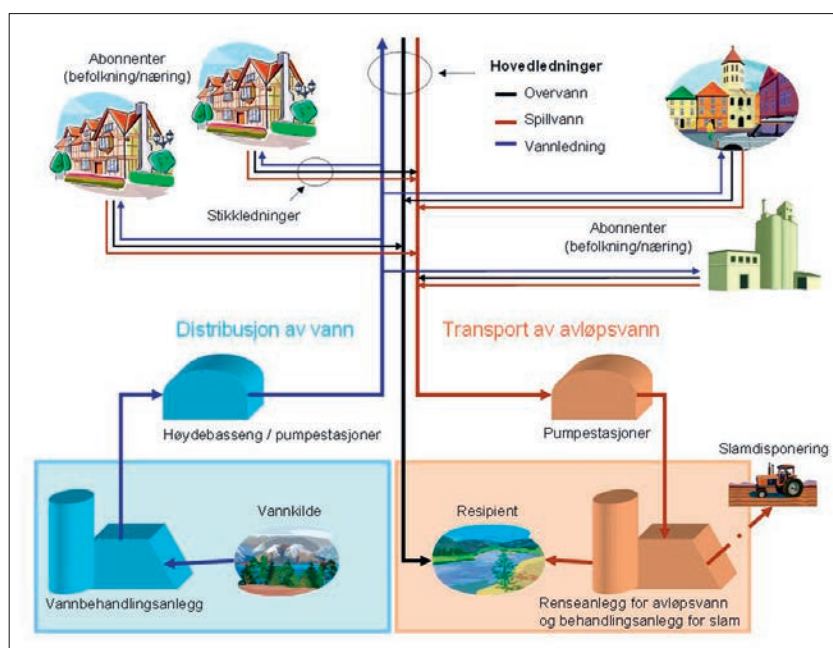 Abonnenter
(befolkning/næring)
Hovedledninger
Overvann
Spillvann
Vannledning
Stikkledninger
Abonnenter
(befolkning/næring)
Distribusjon av vann
Transport av avløpsvann
Høydebasseng / pumpestasjoner
Pumpestasjoner
Slamdisponering
Vannkilde
Resipient
Vannbehandlingsanlegg
Renseanlegg for avløpsvann
og behandlingsanlegg for slam